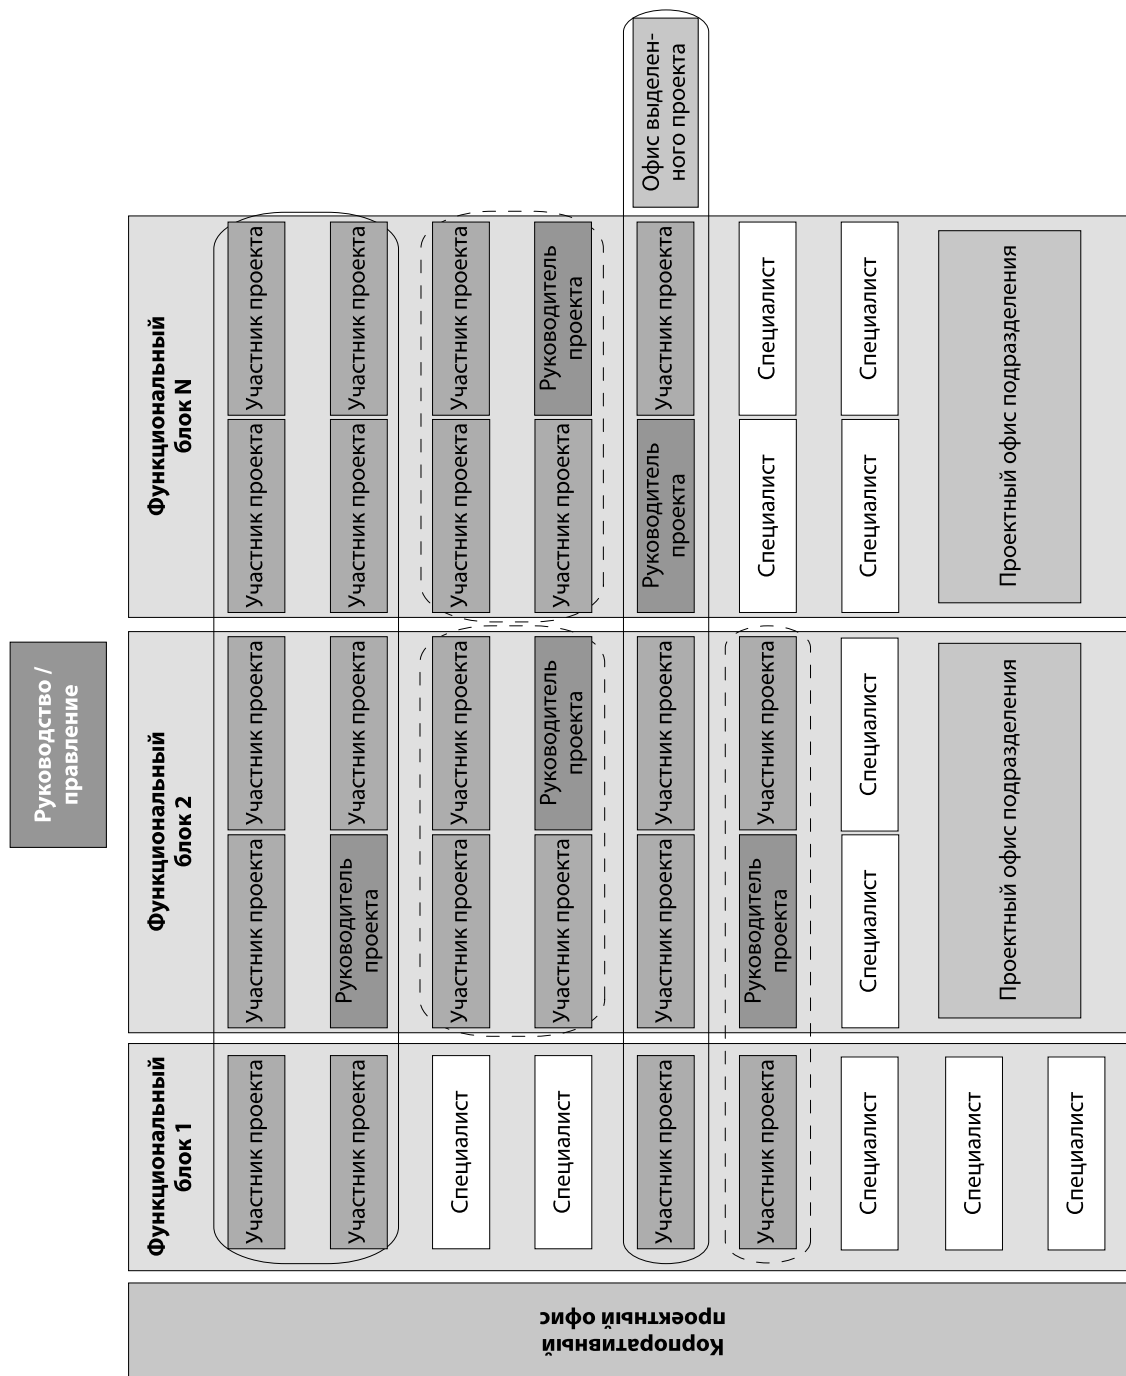 Руководство /
правление
Корпоративный
проектный офис
Функциональный
блок 1
Участник проекта
Участник проекта
Специалист
Специалист
Участник проекта
Участник проекта
Специалист
Специалист
Специалист
Функциональный
блок 2
Участник проекта
Участник проекта
Руководитель
проекта
Участник проекта
Участник проекта
Участник проекта
Участник проекта
Руководитель
проекта
Участник проекта
Участник проекта
Руководитель
проекта
Участник проекта
Специалист
Специалист
Проектный офис подразделения
Функциональный
блок N
Участник проекта
Участник проекта
Участник проекта
Участник проекта
Участник проекта
Участник проекта
Участник проекта
Руководитель
проекта
Руководитель
проекта
Участник проекта
Специалист
Специалист
Специалист
Специалист
Проектный офис подразделения
Офис выделен-
ного проекта